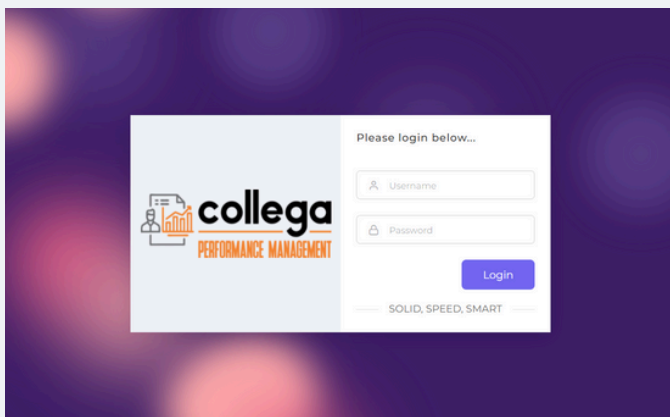 collega
PERFORMANCE MANAGEMENT
Please login below...
Username
Password
Login
SOLID, SPEED, SMART